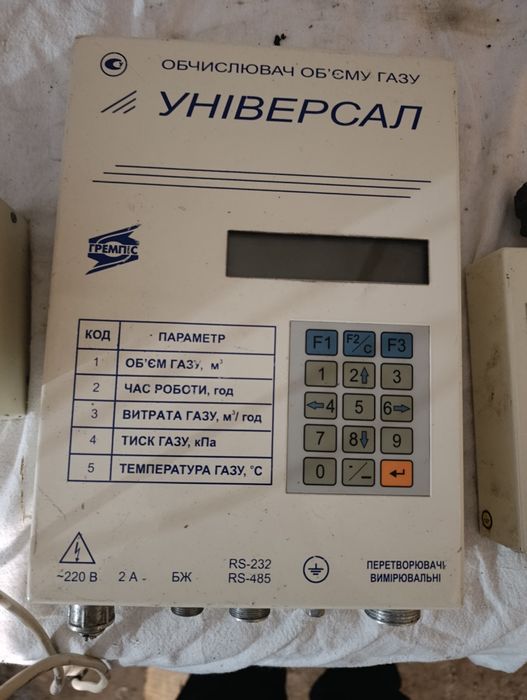 ОБЧИСЛЮВАЧ ОБ'ЄМУ ГАЗУ
УНІВЕРСАЛ
ГРЕМПІС
КОД ПАРАМЕТР
1 ОБ'ЄМ ГАЗУ, м³
2 ЧАС РОБОТИ, год
3 ВИТРАТА ГАЗУ, м³/ год
4 ТИСК ГАЗУ, кПа
5 ТЕМПЕРАТУРА ГАЗУ, °С
F1 F2/C F3
1 2⇧ 3
⇦4 5 6⇨
7 8⇩ 9
0 ·/– ↵
~220 В 2 А - БЖ RS-232
RS-485
ПЕРЕТВОРЮВАЧІ
ВИМІРЮВАЛЬНІ